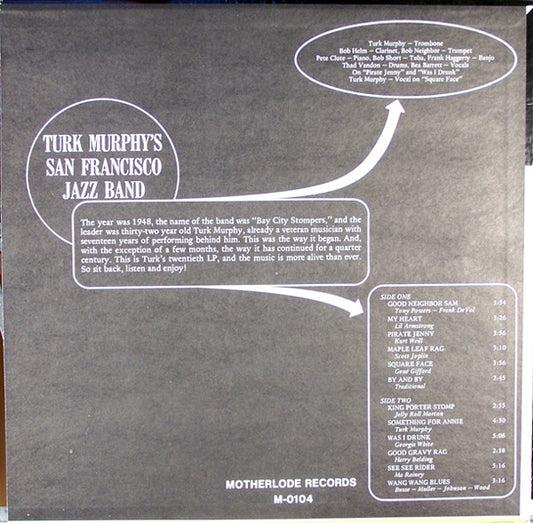 Turk Murphy — Trombone
Bob Helm — Clarinet, Bob Neighbor — Trumpet
Pete Clute — Piano, Bob Short — Tuba, Frank Haggerty — Banjo
Thad Vandon — Drums, Bea Barrett — Vocals
On "Pirate Jenny" and "Was I Drunk"
Turk Murphy — Vocal on "Square Face"
TURK MURPHY'S
SAN FRANCISCO
JAZZ BAND
The year was 1948, the name of the band was "Bay City Stompers," and the
leader was thirty-two year old Turk Murphy, already a veteran musician with
seventeen years of performing behind him. This was the way it began. And,
with the exception of a few months, the way it has continued for a quarter
century. This is Turk's twentieth LP, and the music is more alive than ever.
So sit back, listen and enjoy!
SIDE ONE
GOOD NEIGHBOR SAM
Tony Powers — Frank DeVol
MY HEART 3:26
Lil Armstrong
PIRATE JENNY 3:56
Kurt Weill
MAPLE LEAF RAG 3:10
Scott Joplin
SQUARE FACE 3:56
Gene Gifford
BY AND BY 2:45
Traditional
SIDE TWO
KING PORTER STOMP 2:55
Jelly Roll Morton
SOMETHING FOR ANNIE 4:50
Turk Murphy
WAS I DRUNK 5:06
Georgia White
GOOD GRAVY RAG 2:38
Harry Belding
SEE SEE RIDER 5:16
Ma Rainey
WANG WANG BLUES 3:16
Busse — Muller — Johnson — Wood
MOTHERLODE RECORDS
M-0104